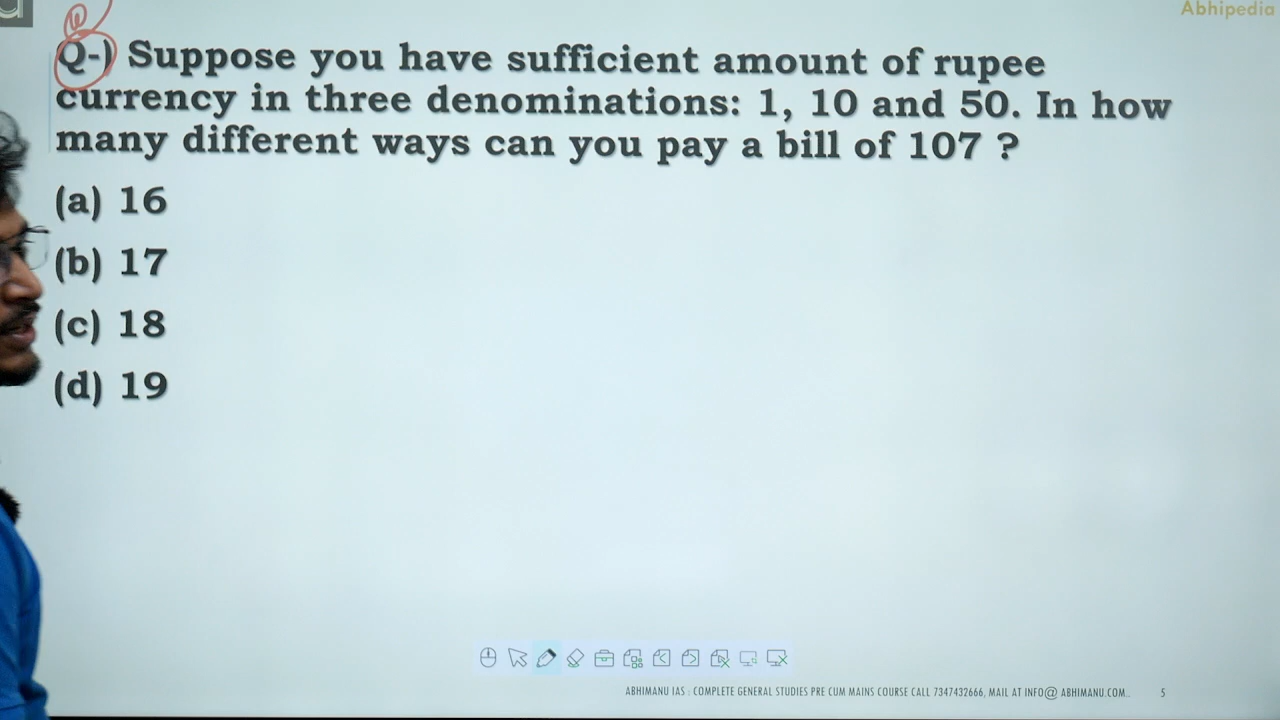 Abhipedia
Q-) Suppose you have sufficient amount of rupee
currency in three denominations: 1, 10 and 50. In how
many different ways can you pay a bill of 107 ?
(a) 16
(b) 17
(c) 18
(d) 19
ABHIMANU IAS : COMPLETE GENERAL STUDIES PRE CUM MAINS COURSE CALL 7347432666, MAIL AT INFO@ ABHIMANU.COM..
5